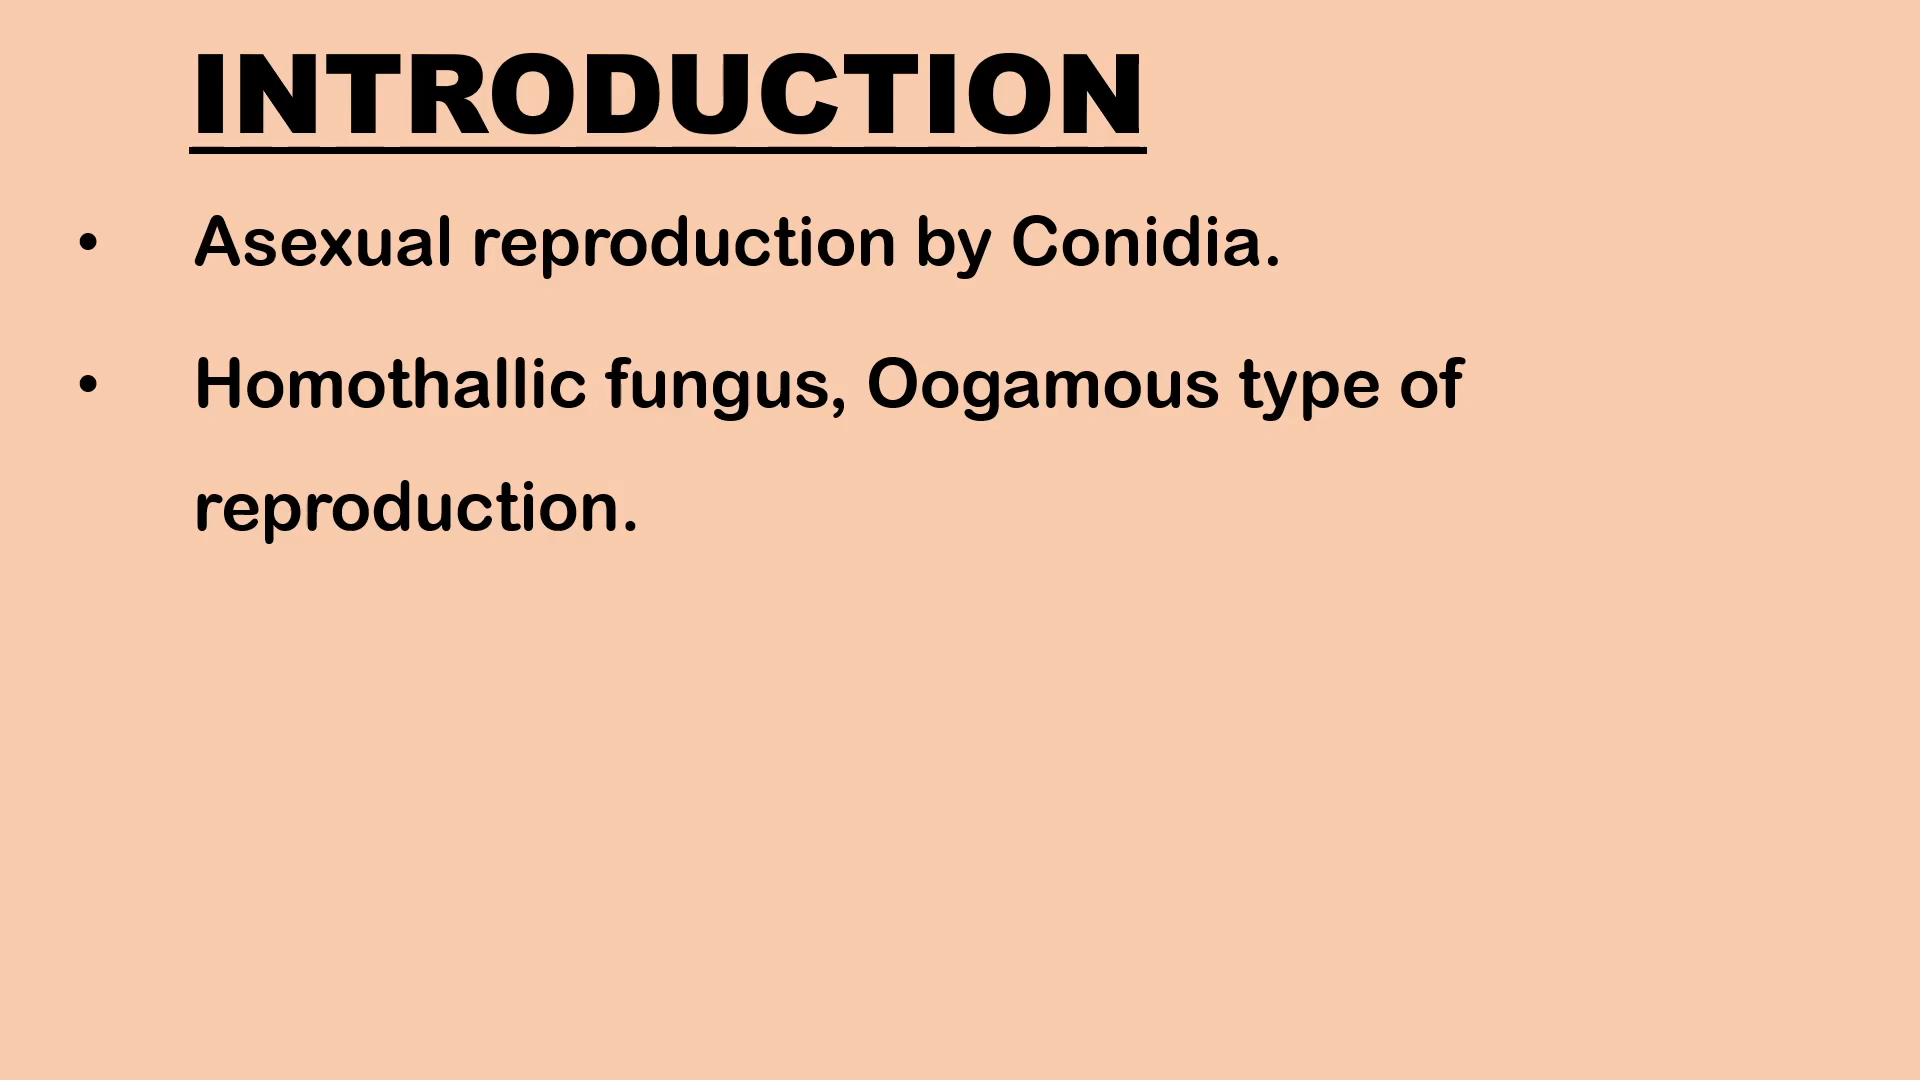 INTRODUCTION
• Asexual reproduction by Conidia.
• Homothallic fungus, Oogamous type of
reproduction.